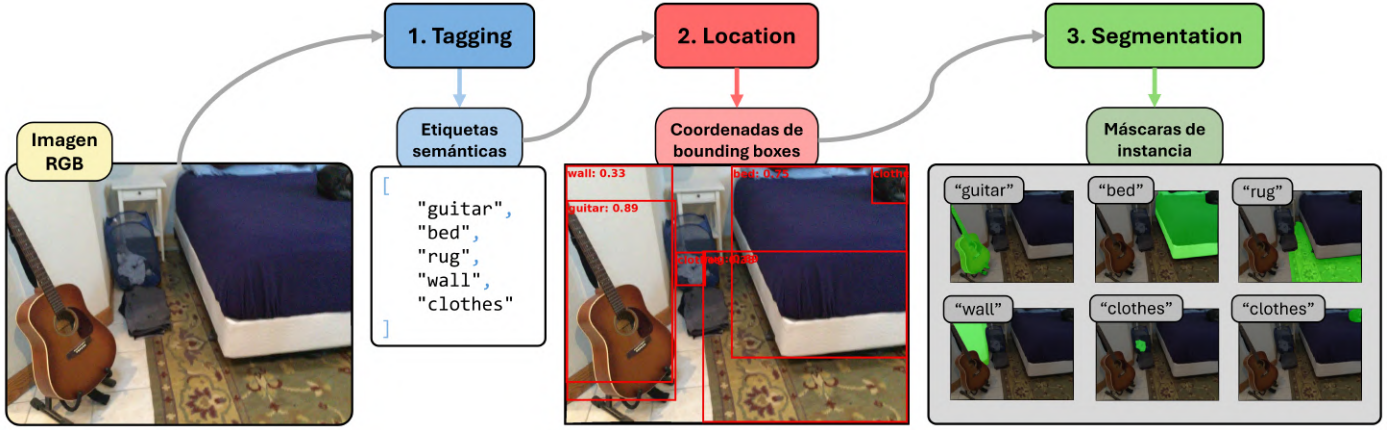 1. Tagging
2. Location
3. Segmentation
Imagen
RGB
Etiquetas
semánticas
Coordenadas de
bounding boxes
Máscaras de
instancia
[
"guitar",
"bed",
"rug",
"wall",
"clothes"
]
wall: 0.33
bed: 0.75
clothe
guitar: 0.89
"guitar"
"bed"
"rug"
"wall"
"clothes"
"clothes"